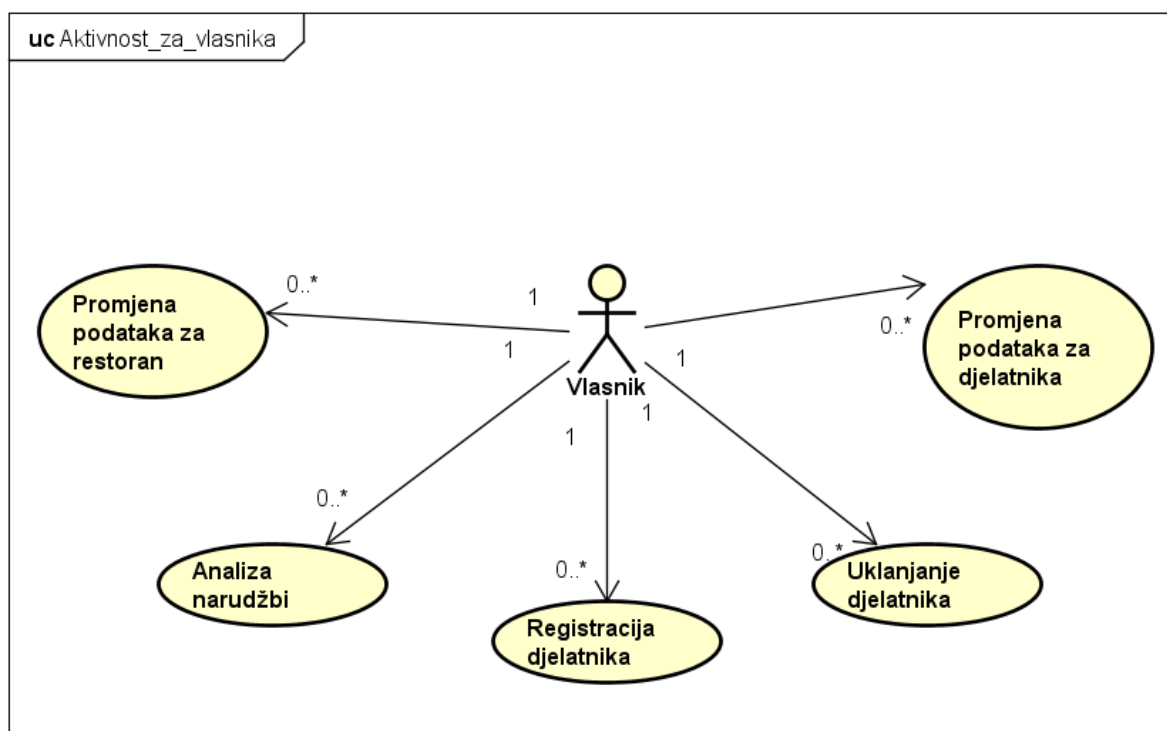 uc Aktivnost_za_vlasnika
Promjena
podataka za
restoran
0..*
1
1
Vlasnik
1
1
1
0..*
Promjena
podataka za
djelatnika
0..*
Analiza
narudžbi
0..*
Registracija
djelatnika
0..*
Uklanjanje
djelatnika